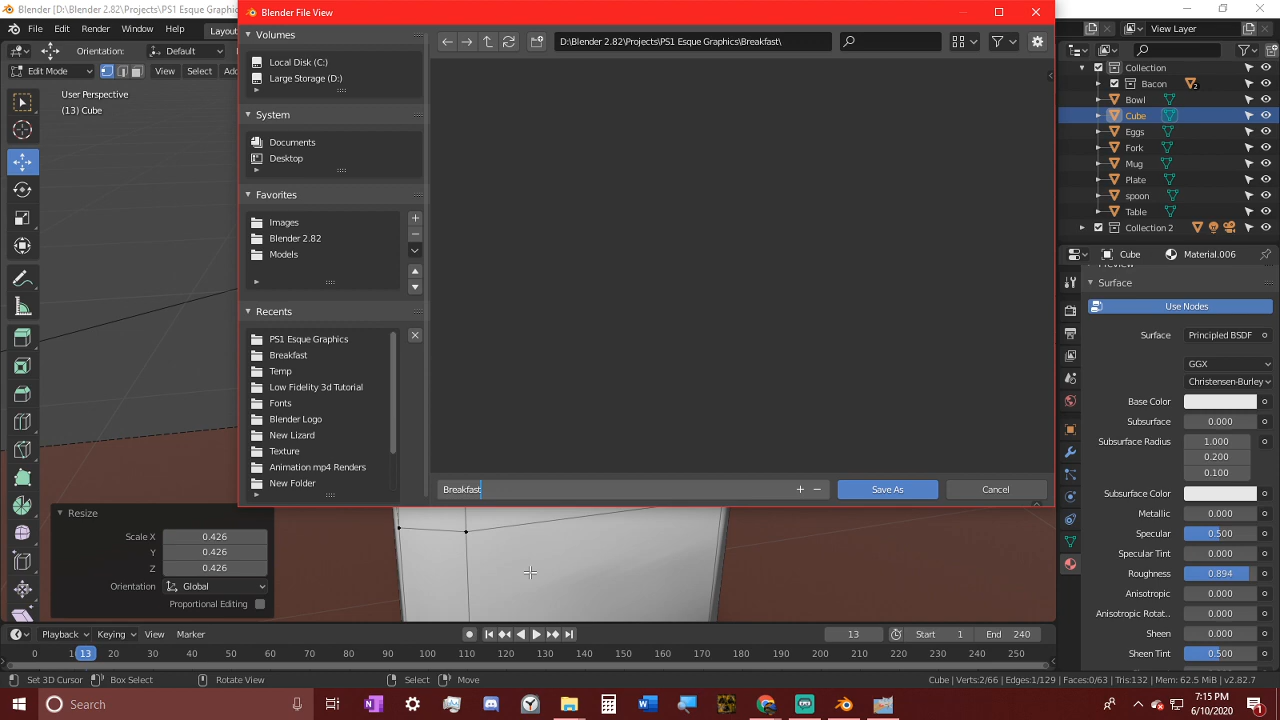 Blender [D:\Blender 2.82\Projects\PS1 Esque Graphic
Blender File View
File Edit Render Window Help Layout
Volumes
D:\Blender 2.82\Projects\PS1 Esque Graphics\Breakfast\
View Layer
Orientation: Default
Local Disk (C:)
Large Storage (D:)
Edit Mode View Select Add
User Perspective
(13) Cube
System
Documents
Desktop
Favorites
Images
Blender 2.82
Models
Recents
PS1 Esque Graphics
Breakfast
Temp
Low Fidelity 3d Tutorial
Fonts
Blender Logo
New Lizard
Texture
Animation mp4 Renders
New Folder
Breakfast
Save As Cancel
Collection
Bacon 2
Bowl
Cube
Eggs
Fork
Mug
Plate
spoon
Table
Collection 2
Cube Material.006
Surface
Use Nodes
Surface Principled BSDF
GGX
Christensen-Burley
Base Color
Subsurface 0.000
Subsurface Radius 1.000
0.200
0.100
Subsurface Color
Metallic 0.000
Specular 0.500
Specular Tint 0.000
Roughness 0.894
Anisotropic 0.000
Anisotropic Rotat.. 0.000
Sheen 0.000
Sheen Tint 0.500
Resize
Scale X 0.426
Y 0.426
Z 0.426
Orientation Global
Proportional Editing
Playback Keying View Marker 13 Start 1 End 240
0 13 20 30 40 50 60 70 80 90 100 110 120 130 140 150 160 170 180 190 200 210 220 230 240 250
Set 3D Cursor Box Select Rotate View Select Move Cube | Verts:2/66 | Edges:1/129 | Faces:0/63 | Tris:132 | Mem: 62.5 MiB | v2.82.7
Search
7:15 PM
6/10/2020